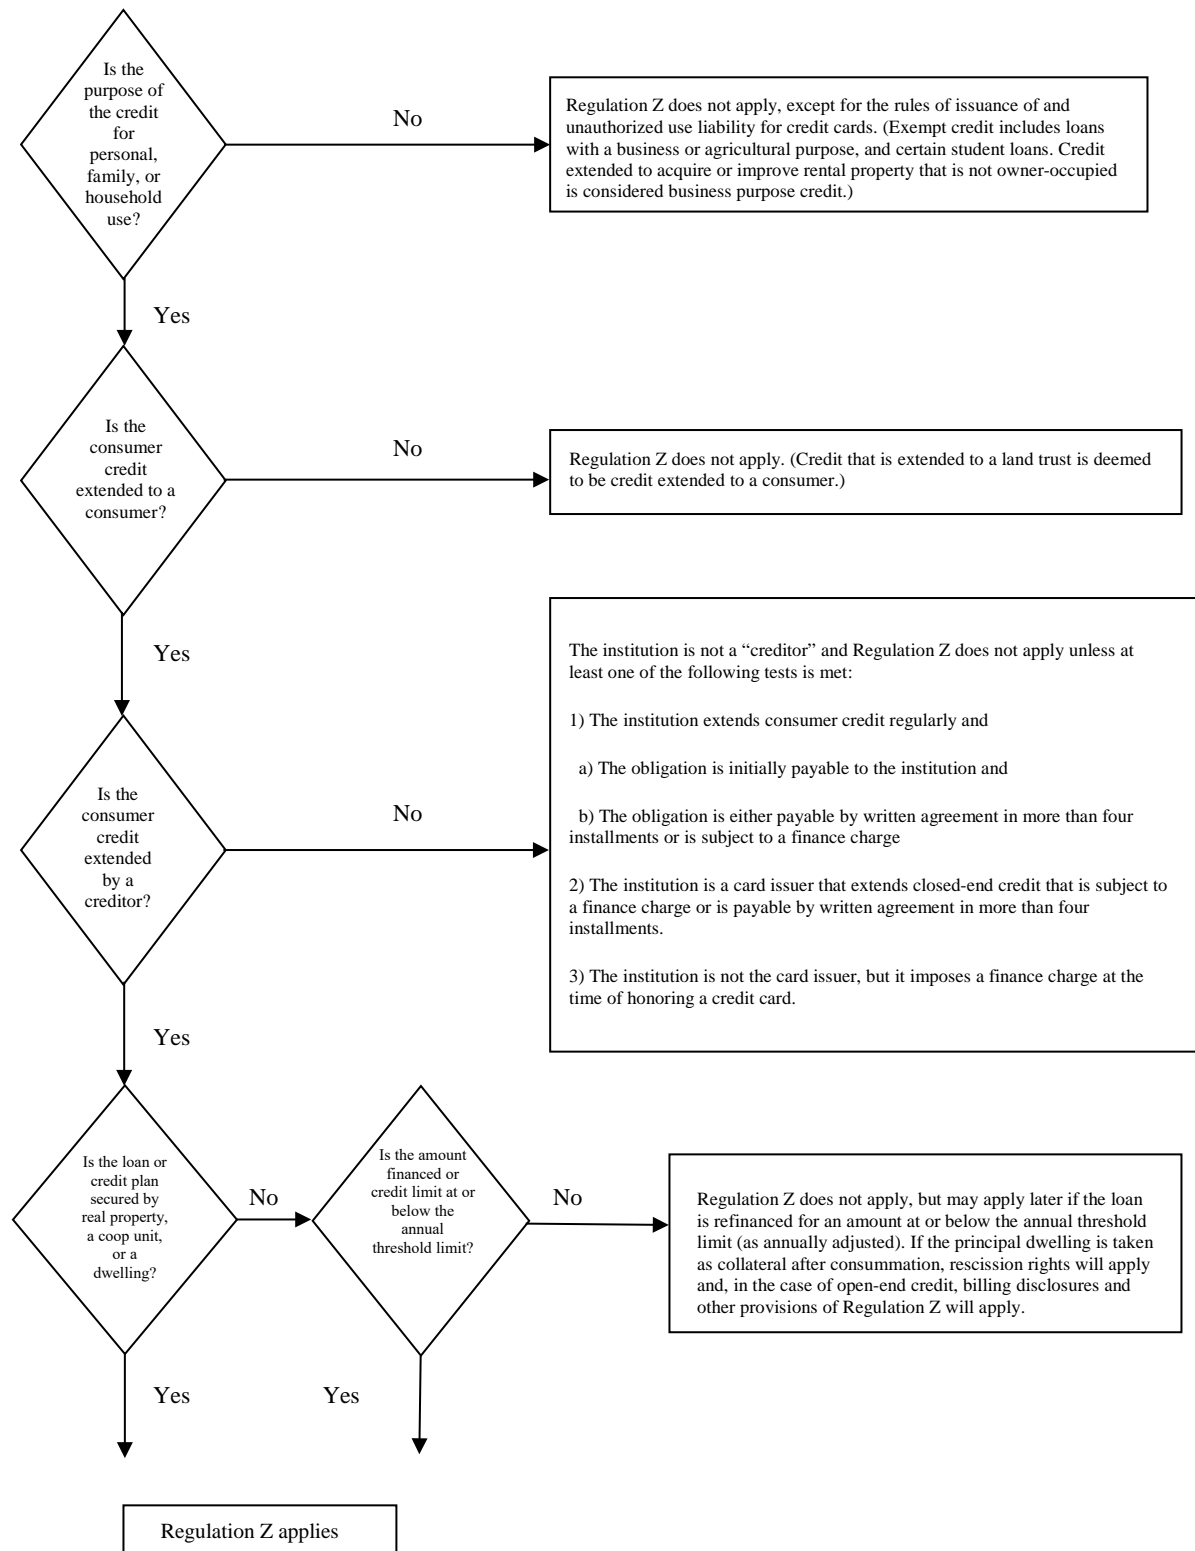 Is the
purpose of
the credit
for
personal,
family, or
household
use?
No
Regulation Z does not apply, except for the rules of issuance of and
unauthorized use liability for credit cards. (Exempt credit includes loans
with a business or agricultural purpose, and certain student loans. Credit
extended to acquire or improve rental property that is not owner-occupied
is considered business purpose credit.)
Yes
Is the
consumer
credit
extended to a
consumer?
No
Regulation Z does not apply. (Credit that is extended to a land trust is deemed
to be credit extended to a consumer.)
Yes
Is the
consumer
credit
extended
by a
creditor?
No
The institution is not a “creditor” and Regulation Z does not apply unless at
least one of the following tests is met:
1) The institution extends consumer credit regularly and
a) The obligation is initially payable to the institution and
b) The obligation is either payable by written agreement in more than four
installments or is subject to a finance charge
2) The institution is a card issuer that extends closed-end credit that is subject to
a finance charge or is payable by written agreement in more than four
installments.
3) The institution is not the card issuer, but it imposes a finance charge at the
time of honoring a credit card.
Yes
Is the loan or
credit plan
secured by
real property,
a coop unit,
or a
dwelling?
No
Is the amount
financed or
credit limit at or
below the
annual
threshold limit?
No
Regulation Z does not apply, but may apply later if the loan
is refinanced for an amount at or below the annual threshold
limit (as annually adjusted). If the principal dwelling is taken
as collateral after consummation, rescission rights will apply
and, in the case of open-end credit, billing disclosures and
other provisions of Regulation Z will apply.
Yes
Yes
Regulation Z applies